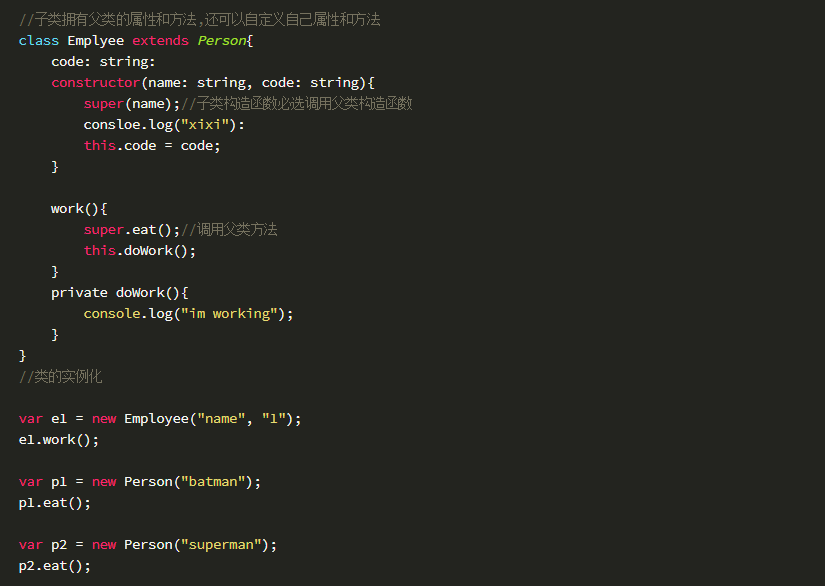 //子类拥有父类的属性和方法,还可以自定义自己属性和方法
class Emplyee extends Person{
code: string:
constructor(name: string, code: string){
super(name);//子类构造函数必选调用父类构造函数
consloe.log("xixi"):
this.code = code;
}
work(){
super.eat();//调用父类方法
this.doWork();
}
private doWork(){
console.log("im working");
}
}
//类的实例化
var e1 = new Employee("name", "1");
e1.work();
var p1 = new Person("batman");
p1.eat();
var p2 = new Person("superman");
p2.eat();